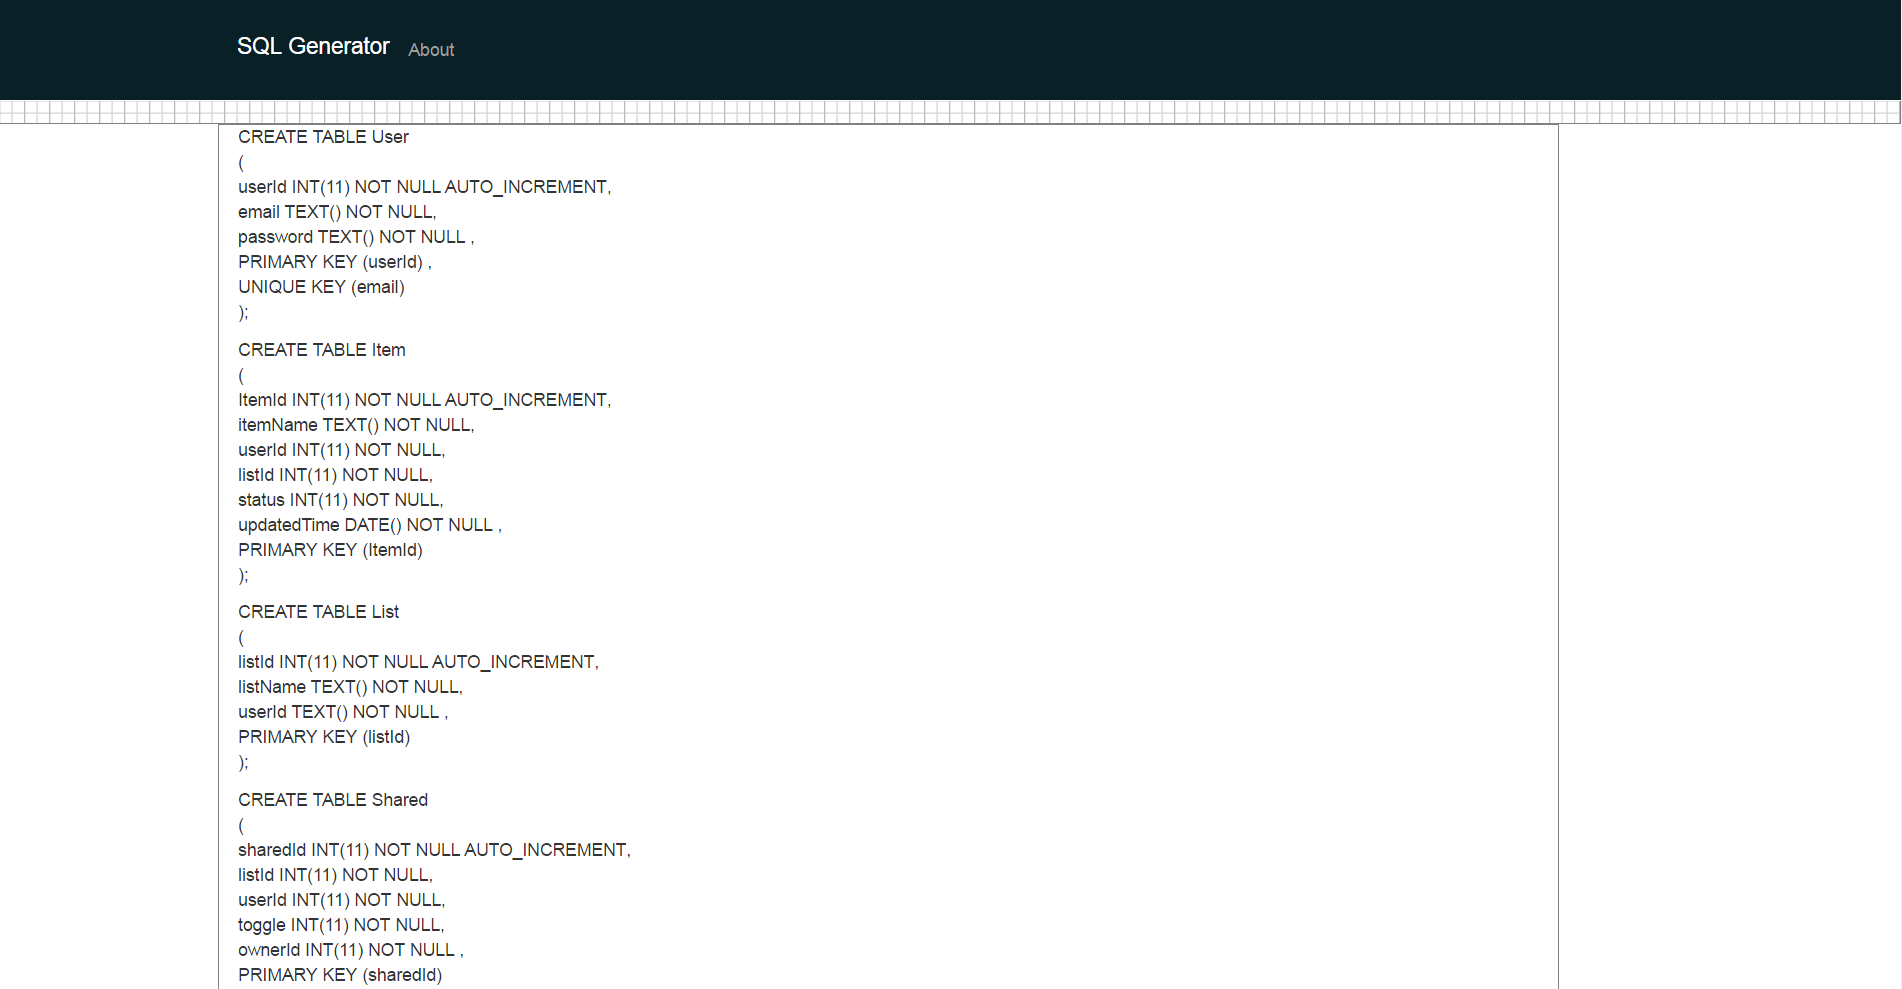 SQL Generator About
CREATE TABLE User
(
userId INT(11) NOT NULL AUTO_INCREMENT,
email TEXT() NOT NULL,
password TEXT() NOT NULL ,
PRIMARY KEY (userId) ,
UNIQUE KEY (email)
);
CREATE TABLE Item
(
ItemId INT(11) NOT NULL AUTO_INCREMENT,
itemName TEXT() NOT NULL,
userId INT(11) NOT NULL,
listId INT(11) NOT NULL,
status INT(11) NOT NULL,
updatedTime DATE() NOT NULL ,
PRIMARY KEY (ItemId)
);
CREATE TABLE List
(
listId INT(11) NOT NULL AUTO_INCREMENT,
listName TEXT() NOT NULL,
userId TEXT() NOT NULL ,
PRIMARY KEY (listId)
);
CREATE TABLE Shared
(
sharedId INT(11) NOT NULL AUTO_INCREMENT,
listId INT(11) NOT NULL,
userId INT(11) NOT NULL,
toggle INT(11) NOT NULL,
ownerId INT(11) NOT NULL ,
PRIMARY KEY (sharedId)